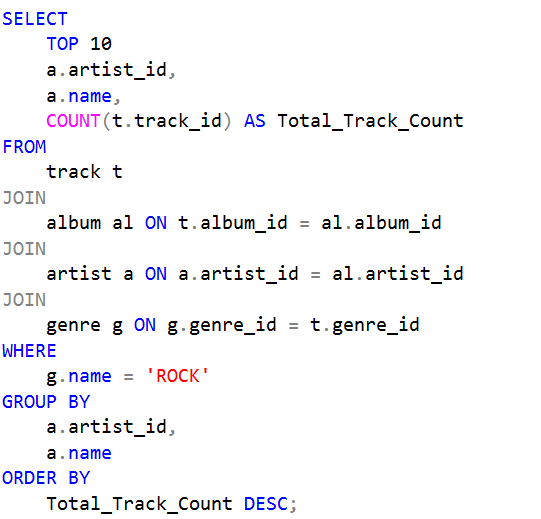 SELECT
    TOP 10
    a.artist_id,
    a.name,
    COUNT(t.track_id) AS Total_Track_Count
FROM
    track t
JOIN
    album al ON t.album_id = al.album_id
JOIN
    artist a ON a.artist_id = al.artist_id
JOIN
    genre g ON g.genre_id = t.genre_id
WHERE
    g.name = 'ROCK'
GROUP BY
    a.artist_id,
    a.name
ORDER BY
    Total_Track_Count DESC;